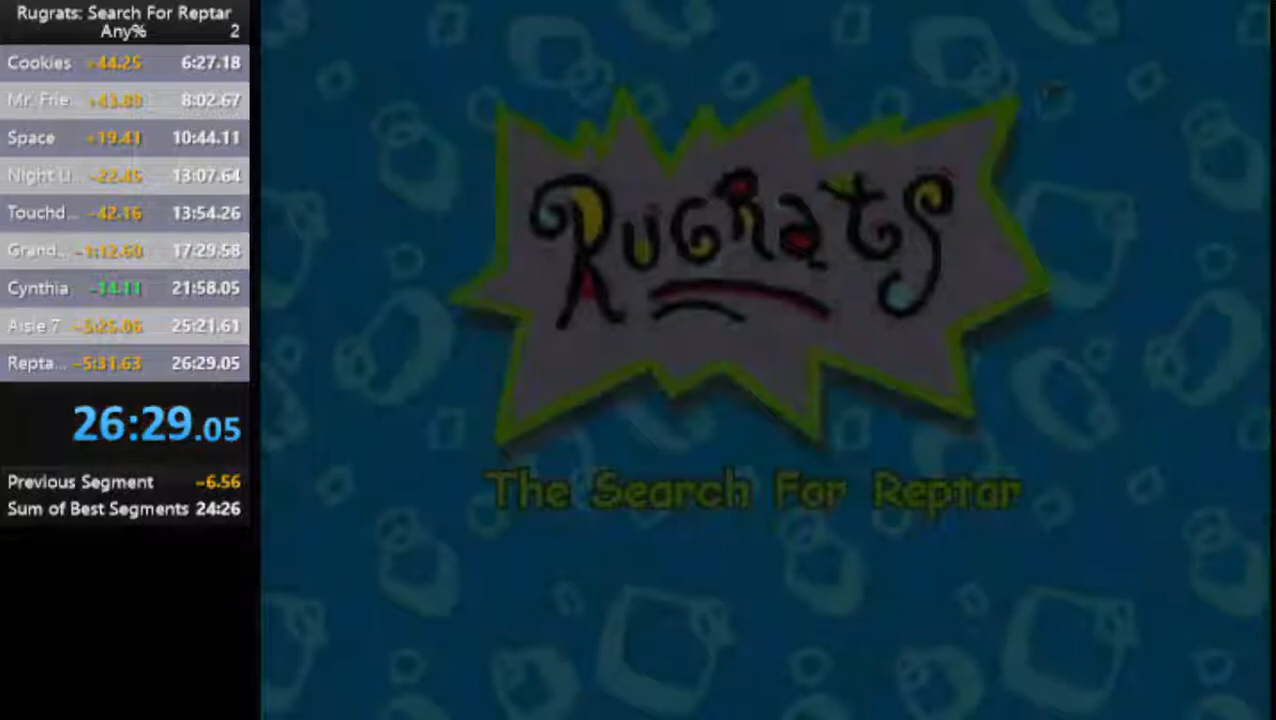 Rugrats: Search For Reptar
Any% 2
Cookies +44.25 6:27.18
Mr. Frie... +43.89 8:02.67
Space +19.41 10:44.11
Night Li... −22.45 13:07.64
Touchd... −42.16 13:54.26
Grand... −1:12.60 17:29.58
Cynthia −14.11 21:58.05
Aisle 7 −5:25.06 25:21.61
Repta... −5:31.63 26:29.05
26:29.05
Previous Segment −6.56
Sum of Best Segments 24:26
RUGRatS
The Search For Reptar